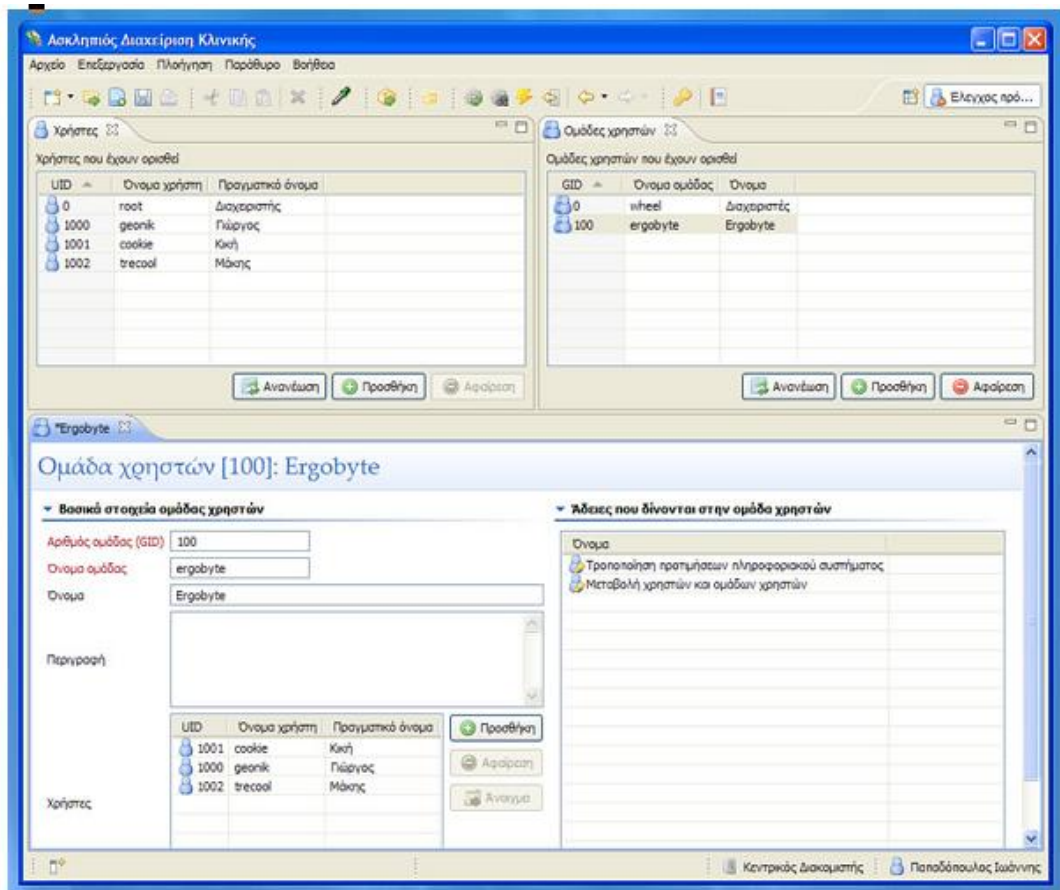 Ασκληπιός Διαχείριση Κλινικής
Αρχείο Επεξεργασία Πλοήγηση Παράθυρο Βοήθεια
Ελεγχος πρό...
Χρήστες
Χρήστες που έχουν ορισθεί
UID Όνομα χρήστη Πραγματικό όνομα
0 root Διαχειριστής
1000 geonik Γιώργος
1001 cookie Κική
1002 trecool Μάκης
Ανανέωση Προσθήκη Αφαίρεση
Ομάδες χρηστών
Ομάδες χρηστών που έχουν ορισθεί
GID Όνομα ομάδας Όνομα
0 wheel Διαχειριστές
100 ergobyte Ergobyte
Ανανέωση Προσθήκη Αφαίρεση
*Ergobyte
Ομάδα χρηστών [100]: Ergobyte
Βασικά στοιχεία ομάδας χρηστών
Αριθμός ομάδας (GID) 100
Όνομα ομάδας ergobyte
Όνομα Ergobyte
Περιγραφή
Χρήστες
UID Όνομα χρήστη Πραγματικό όνομα
1001 cookie Κική
1000 geonik Γιώργος
1002 trecool Μάκης
Προσθήκη
Αφαίρεση
Άνοιγμα
Άδειες που δίνονται στην ομάδα χρηστών
Όνομα
Τροποποίηση προτιμήσεων πληροφοριακού συστήματος
Μεταβολή χρηστών και ομάδων χρηστών
Κεντρικός Διακομιστής Παπαδόπουλος Ιωάννης